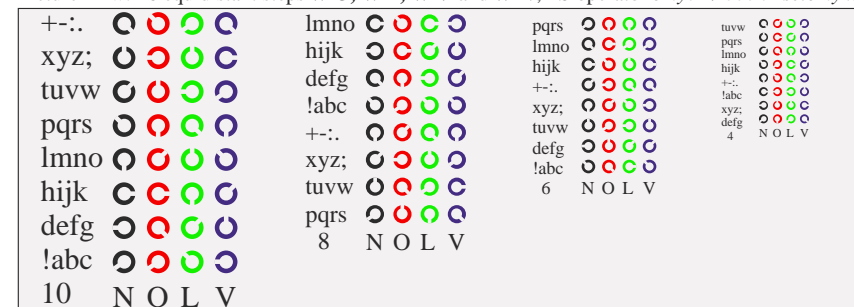 +-:.
xyz;
tuvw
pqrs
lmno
hijk
defg
!abc
10 N O L V
lmno
hijk
defg
!abc
+-:.
xyz;
tuvw
pqrs
8 N O L V
pqrs
lmno
hijk
+-:.
xyz;
tuvw
defg
!abc
6 N O L V
tuvw
pqrs
lmno
hijk
+-:.
!abc
xyz;
defg
4 N O L V